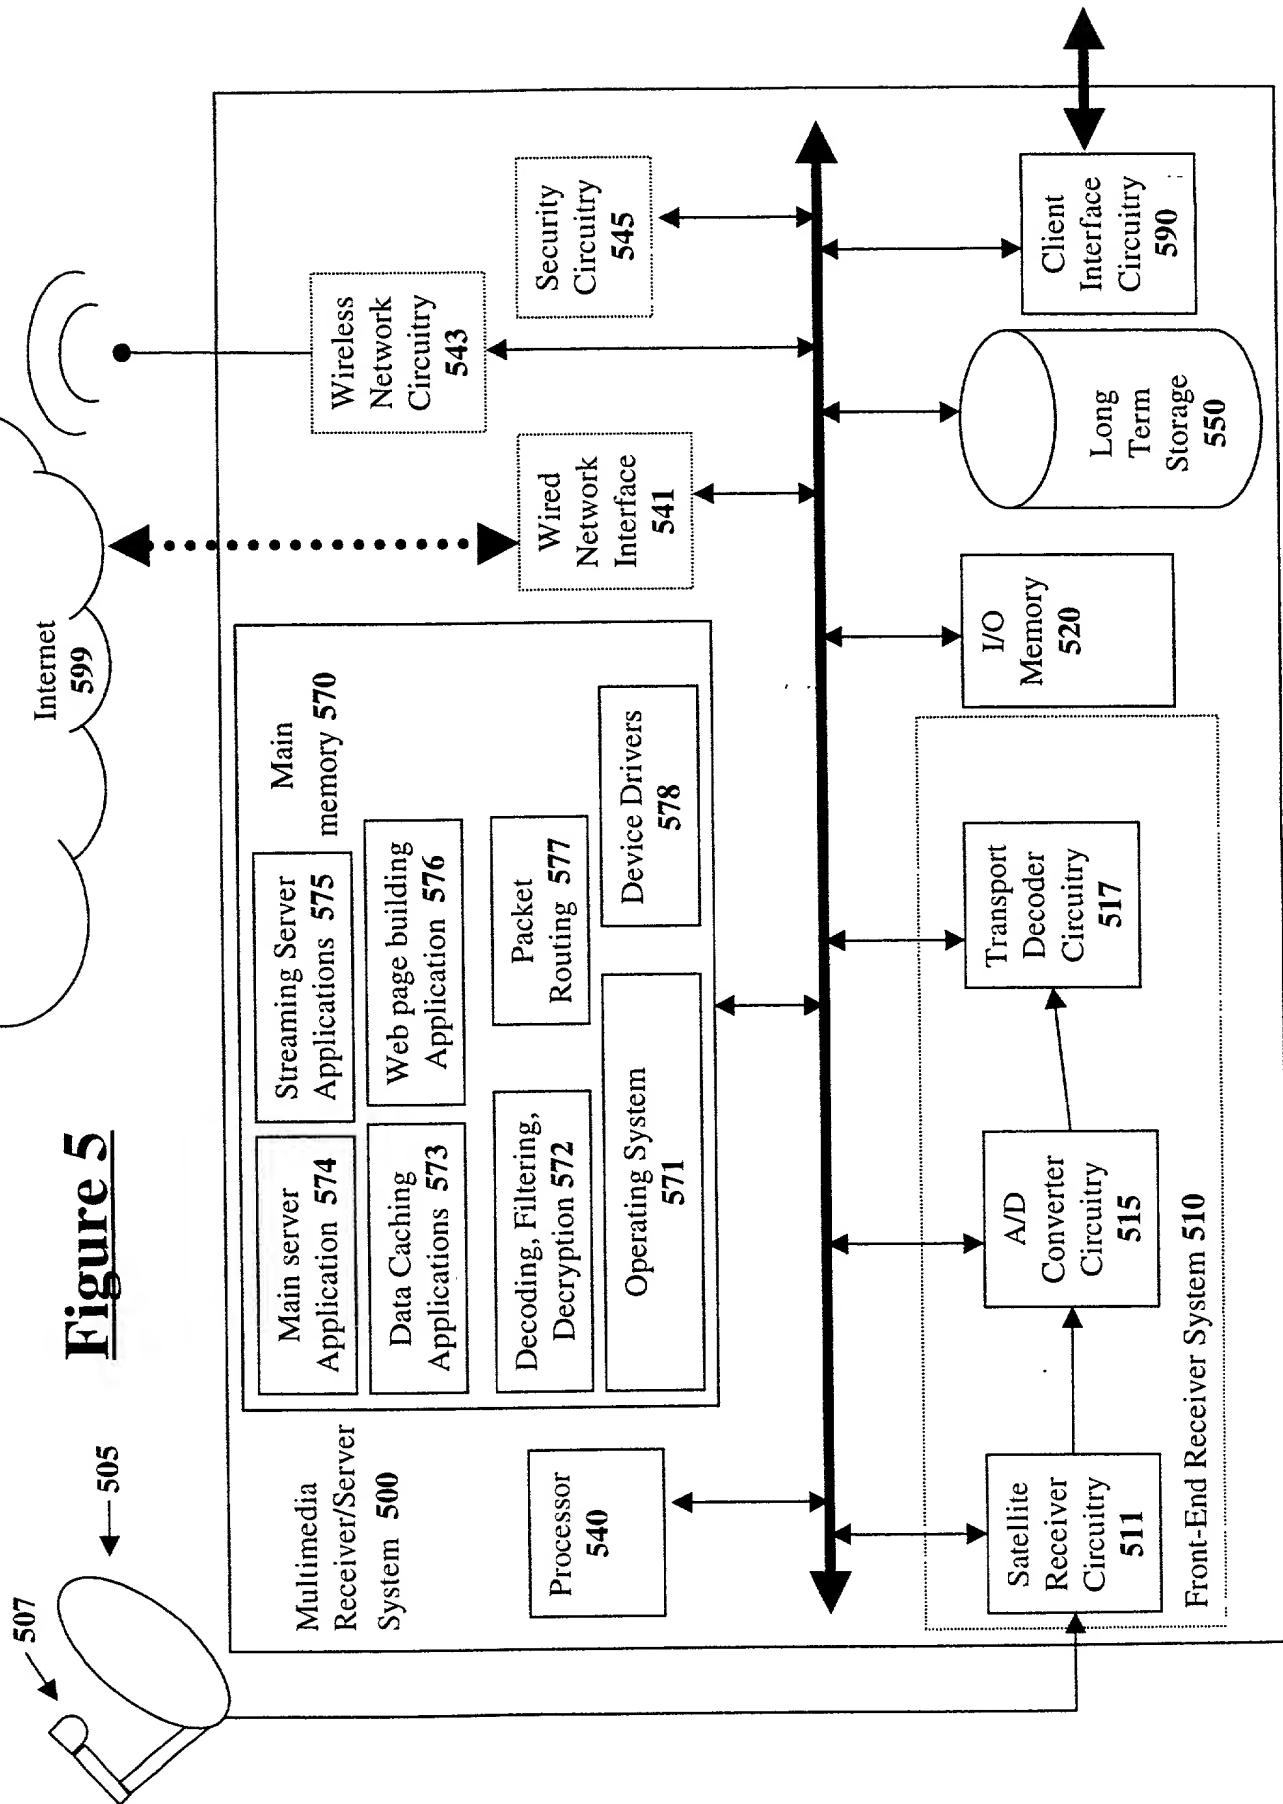 Figure 5
507
505
Internet
599
Multimedia
Receiver/Server
System 500
Main server
Application 574
Streaming Server
Applications 575
Main
memory 570
Data Caching
Applications 573
Web page building
Application 576
Decoding, Filtering,
Decryption 572
Packet
Routing 577
Operating System
571
Device Drivers
578
Processor
540
Wired
Network
Interface
541
Wireless
Network
Circuitry
543
Security
Circuitry
545
Satellite
Receiver
Circuitry
511
A/D
Converter
Circuitry
515
Transport
Decoder
Circuitry
517
Front-End Receiver System 510
I/O
Memory
520
Long
Term
Storage
550
Client
Interface
Circuitry
590